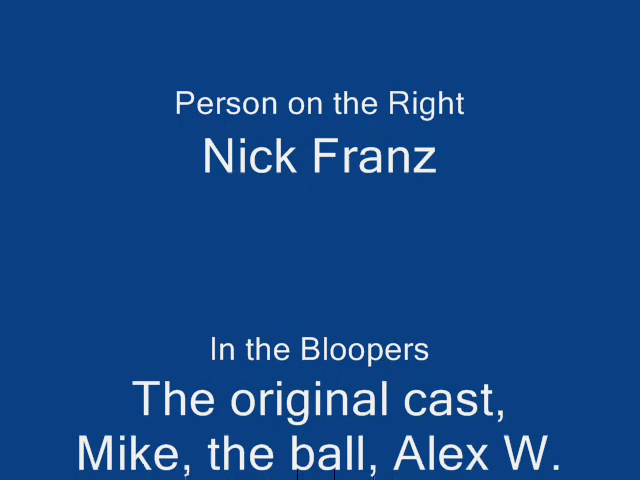 Person on the Right
Nick Franz
In the Bloopers
The original cast,
Mike, the ball, Alex W.